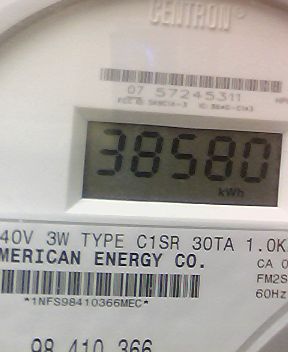 CENTRON®
07 57245311
38580
kWh
40V 3W TYPE C1SR 30TA 1.0K
MERICAN ENERGY CO.
CA 0
FM2S
60Hz
*1NFS98410366MEC*
98 410 366